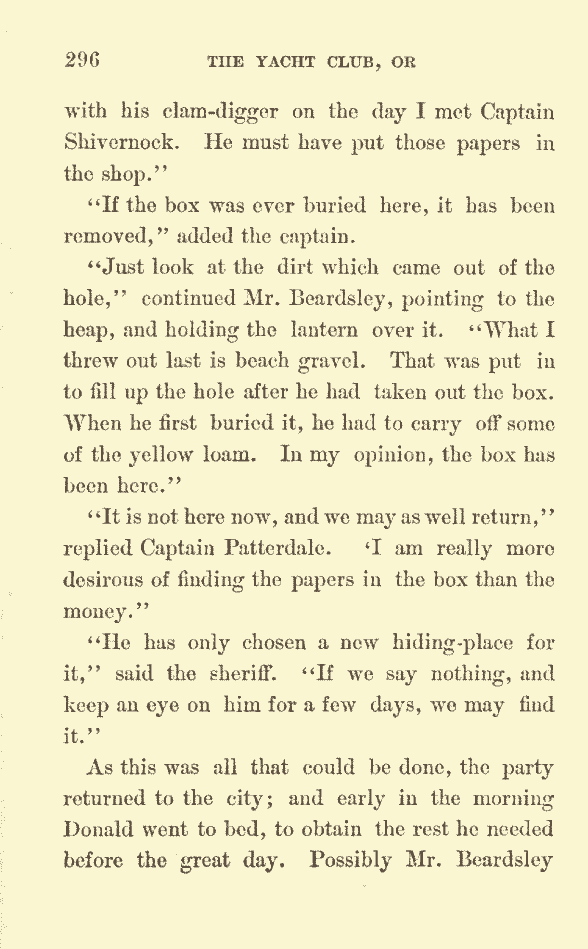 296 THE YACHT CLUB, OR
with his clam-digger on the day I met Captain
Shivernock. He must have put those papers in
the shop."
"If the box was ever buried here, it has been
removed," added the captain.
"Just look at the dirt which came out of the
hole," continued Mr. Beardsley, pointing to the
heap, and holding the lantern over it. "What I
threw out last is beach gravel. That was put in
to fill up the hole after he had taken out the box.
When he first buried it, he had to carry off some
of the yellow loam. In my opinion, the box has
been here."
"It is not here now, and we may as well return,"
replied Captain Patterdale. 'I am really more
desirous of finding the papers in the box than the
money."
"He has only chosen a new hiding-place for
it," said the sheriff. "If we say nothing, and
keep an eye on him for a few days, we may find
it."
As this was all that could be done, the party
returned to the city; and early in the morning
Donald went to bed, to obtain the rest he needed
before the great day. Possibly Mr. Beardsley